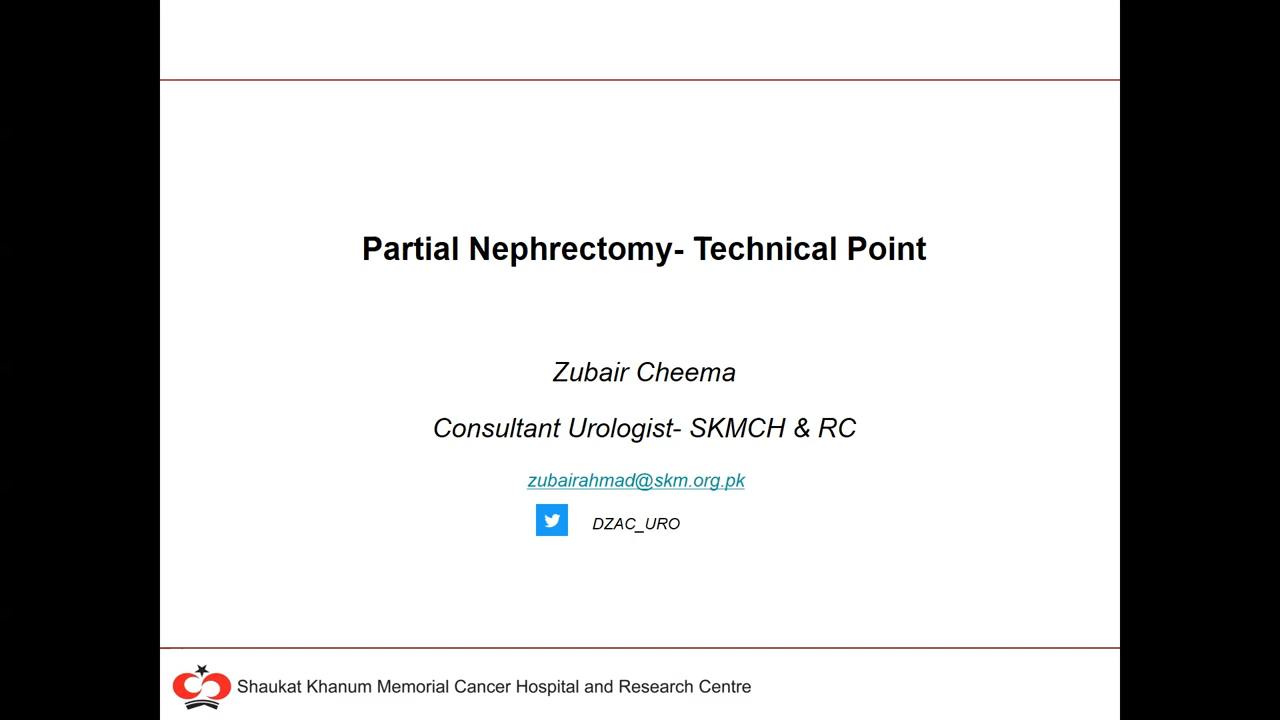 Partial Nephrectomy- Technical Point
Zubair Cheema
Consultant Urologist- SKMCH & RC
zubairahmad@skm.org.pk
DZAC_URO
Shaukat Khanum Memorial Cancer Hospital and Research Centre